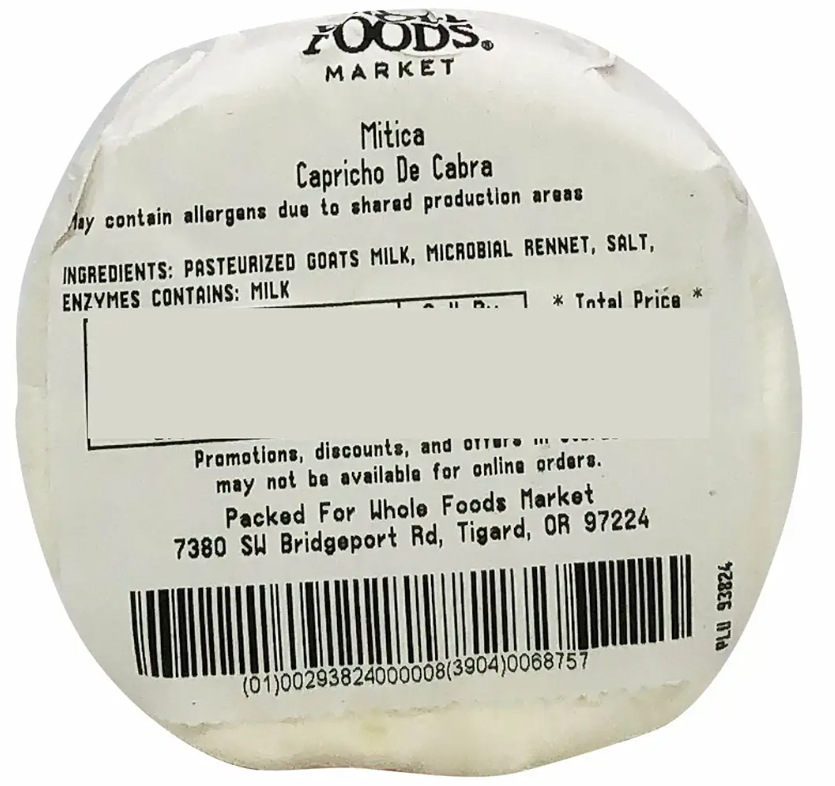 FOODS®
MARKET
Mitica
Capricho De Cabra
May contain allergens due to shared production areas
INGREDIENTS: PASTEURIZED GOATS MILK, MICROBIAL RENNET, SALT,
ENZYMES CONTAINS: MILK
* Total Price *
Promotions, discounts, and offers in
may not be available for online orders.
Packed For Whole Foods Market
7380 SW Bridgeport Rd, Tigard, OR 97224
PLU 93824
(01)00293824000008(3904)0068757